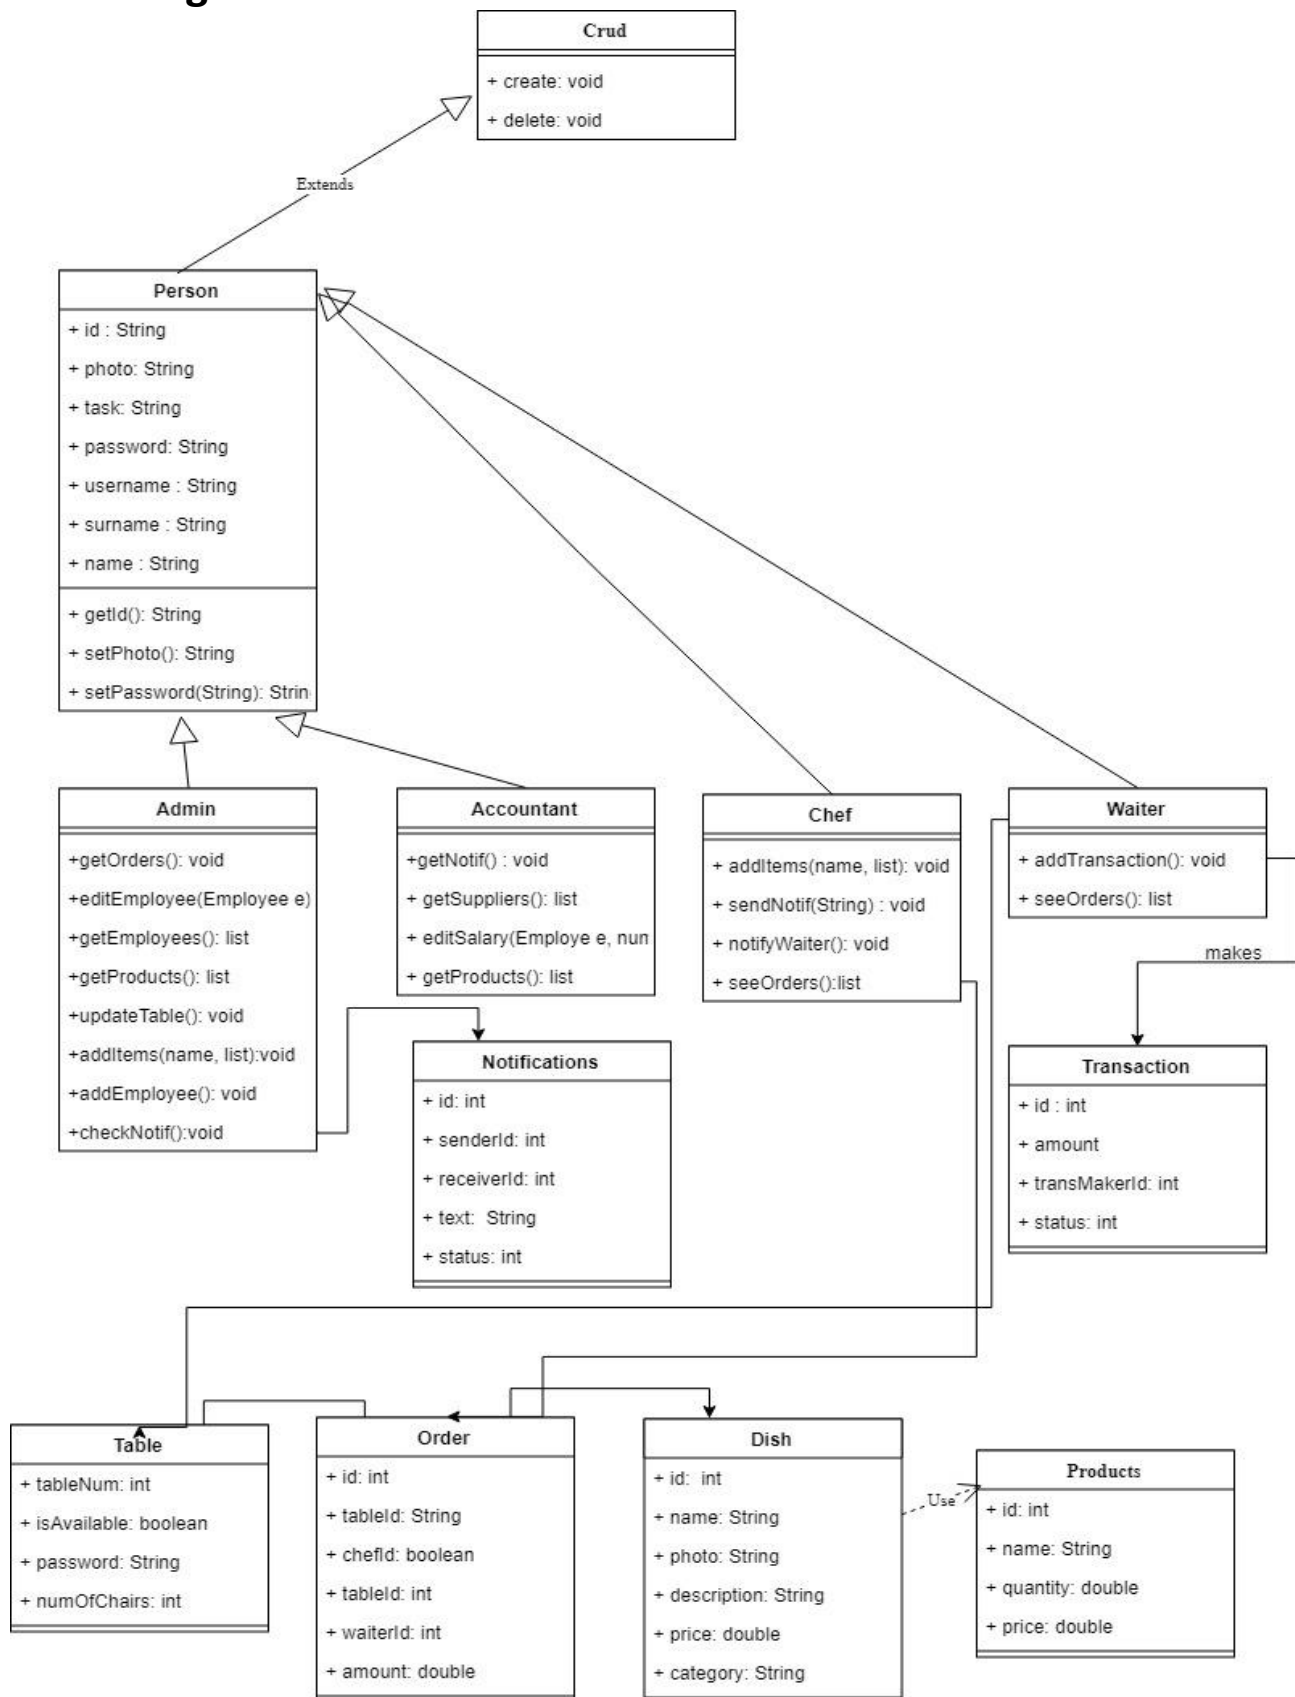 Crud
+ create: void
+ delete: void
Extends
Person
+ id : String
+ photo: String
+ task: String
+ password: String
+ username : String
+ surname : String
+ name : String
+ getId(): String
+ setPhoto(): String
+ setPassword(String): Strin
Admin
+getOrders(): void
+editEmployee(Employee e)
+getEmployees(): list
+getProducts(): list
+updateTable(): void
+addItems(name, list):void
+addEmployee(): void
+checkNotif():void
Accountant
+getNotif() : void
+ getSuppliers(): list
+ editSalary(Employe e, num
+ getProducts(): list
Chef
+ addItems(name, list): void
+ sendNotif(String) : void
+ notifyWaiter(): void
+ seeOrders():list
Waiter
+ addTransaction(): void
+ seeOrders(): list
makes
Notifications
+ id: int
+ senderId: int
+ receiverId: int
+ text: String
+ status: int
Transaction
+ id : int
+ amount
+ transMakerId: int
+ status: int
Table
+ tableNum: int
+ isAvailable: boolean
+ password: String
+ numOfChairs: int
Order
+ id: int
+ tableId: String
+ chefId: boolean
+ tableId: int
+ waiterId: int
+ amount: double
Dish
+ id: int
+ name: String
+ photo: String
+ description: String
+ price: double
+ category: String
Use
Products
+ id: int
+ name: String
+ quantity: double
+ price: double